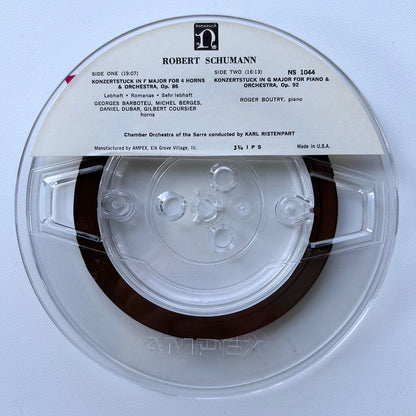 nonesuch
n
ROBERT SCHUMANN
SIDE ONE (19:07)
KONZERTSTUCK IN F MAJOR FOR 4 HORNS
& ORCHESTRA, Op. 86
Lebhaft • Romanze • Sehr lebhaft
GEORGES BARBOTEU, MICHEL BERGES,
DANIEL DUBAR, GILBERT COURSIER
horns
SIDE TWO (16:13) NS 1044
KONZERTSTUCK IN G MAJOR FOR PIANO &
ORCHESTRA, OP. 92
ROGER BOUTRY, piano
Chamber Orchestra of the Sarre conducted by KARL RISTENPART
Manufactured by AMPEX, Elk Grove Village, Ill. 3¾ IPS Made in U.S.A.
AMPEX